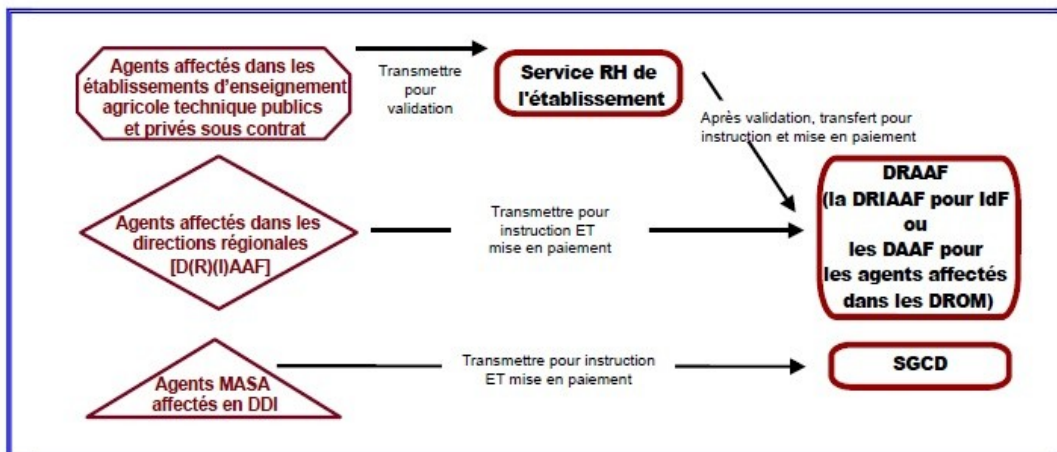 Agents affectés dans les
établissements d'enseignement
agricole technique publics
et privés sous contrat
Transmettre
pour
validation
Service RH de
l'établissement
Après validation, transfert pour
instruction et mise en paiement
Agents affectés dans les
directions régionales
[D(R)(I)AAF]
Transmettre pour
instruction ET
mise en paiement
DRAAF
(la DRIAAF pour IdF
ou
les DAAF pour
les agents affectés
dans les DROM)
Agents MASA
affectés en DDI
Transmettre pour instruction
ET mise en paiement
SGCD